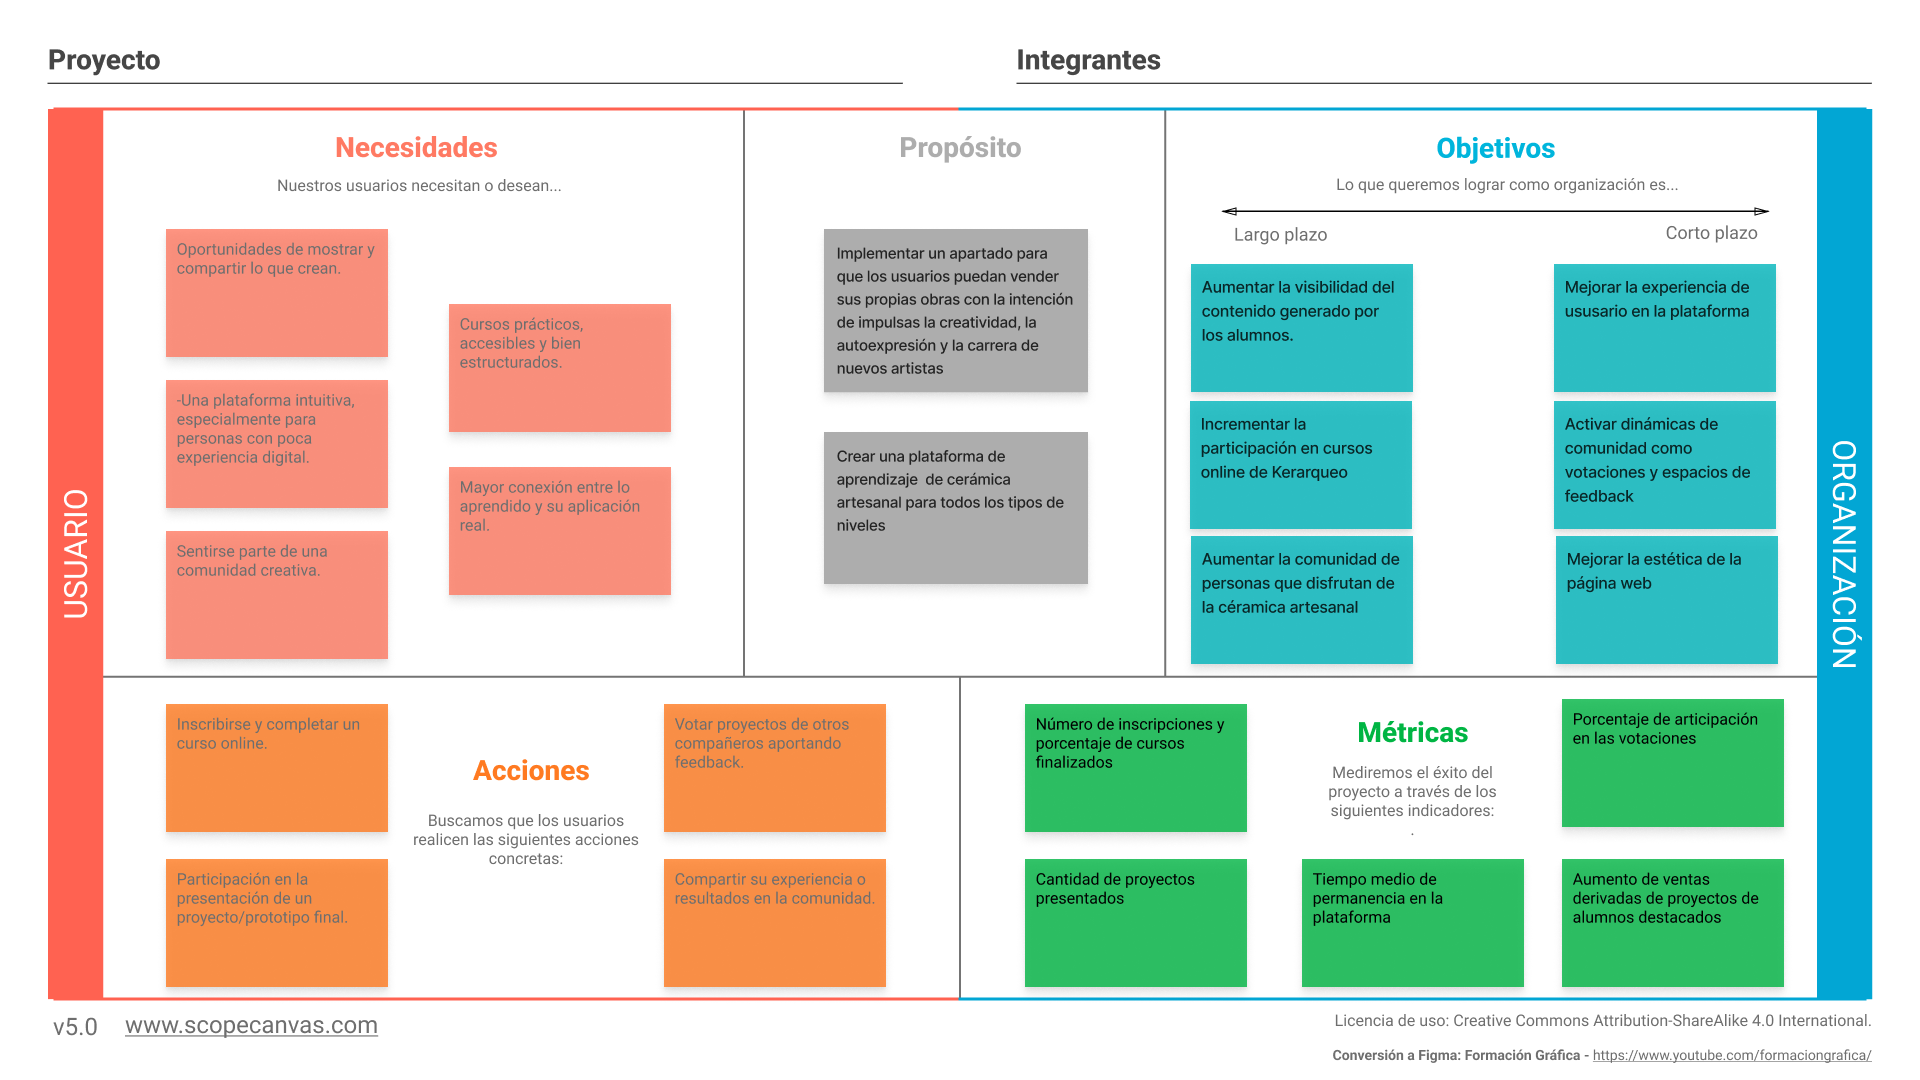 Proyecto
Integrantes
USUARIO
Necesidades
Nuestros usuarios necesitan o desean...
Oportunidades de mostrar y
compartir lo que crean.
-Una plataforma intuitiva,
especialmente para
personas con poca
experiencia digital.
Sentirse parte de una
comunidad creativa.
Cursos prácticos,
accesibles y bien
estructurados.
Mayor conexión entre lo
aprendido y su aplicación
real.
Propósito
Implementar un apartado para
que los usuarios puedan vender
sus propias obras con la intención
de impulsas la creatividad, la
autoexpresión y la carrera de
nuevos artistas
Crear una plataforma de
aprendizaje  de cerámica
artesanal para todos los tipos de
niveles
Objetivos
Lo que queremos lograr como organización es...
Largo plazo
Corto plazo
Aumentar la visibilidad del
contenido generado por
los alumnos.
Incrementar la
participación en cursos
online de Kerarqueo
Aumentar la comunidad de
personas que disfrutan de
la céramica artesanal
Mejorar la experiencia de
ususario en la plataforma
Activar dinámicas de
comunidad como
votaciones y espacios de
feedback
Mejorar la estética de la
página web
ORGANIZACIÓN
Inscribirse y completar un
curso online.
Participación en la
presentación de un
proyecto/prototipo final.
Acciones
Buscamos que los usuarios
realicen las siguientes acciones
concretas:
Votar proyectos de otros
compañeros aportando
feedback.
Compartir su experiencia o
resultados en la comunidad.
Número de inscripciones y
porcentaje de cursos
finalizados
Cantidad de proyectos
presentados
Métricas
Mediremos el éxito del
proyecto a través de los
siguientes indicadores:
.
Tiempo medio de
permanencia en la
plataforma
Porcentaje de articipación
en las votaciones
Aumento de ventas
derivadas de proyectos de
alumnos destacados
v5.0 www.scopecanvas.com
Licencia de uso: Creative Commons Attribution-ShareAlike 4.0 International.
Conversión a Figma: Formación Gráfica - https://www.youtube.com/formaciongrafica/